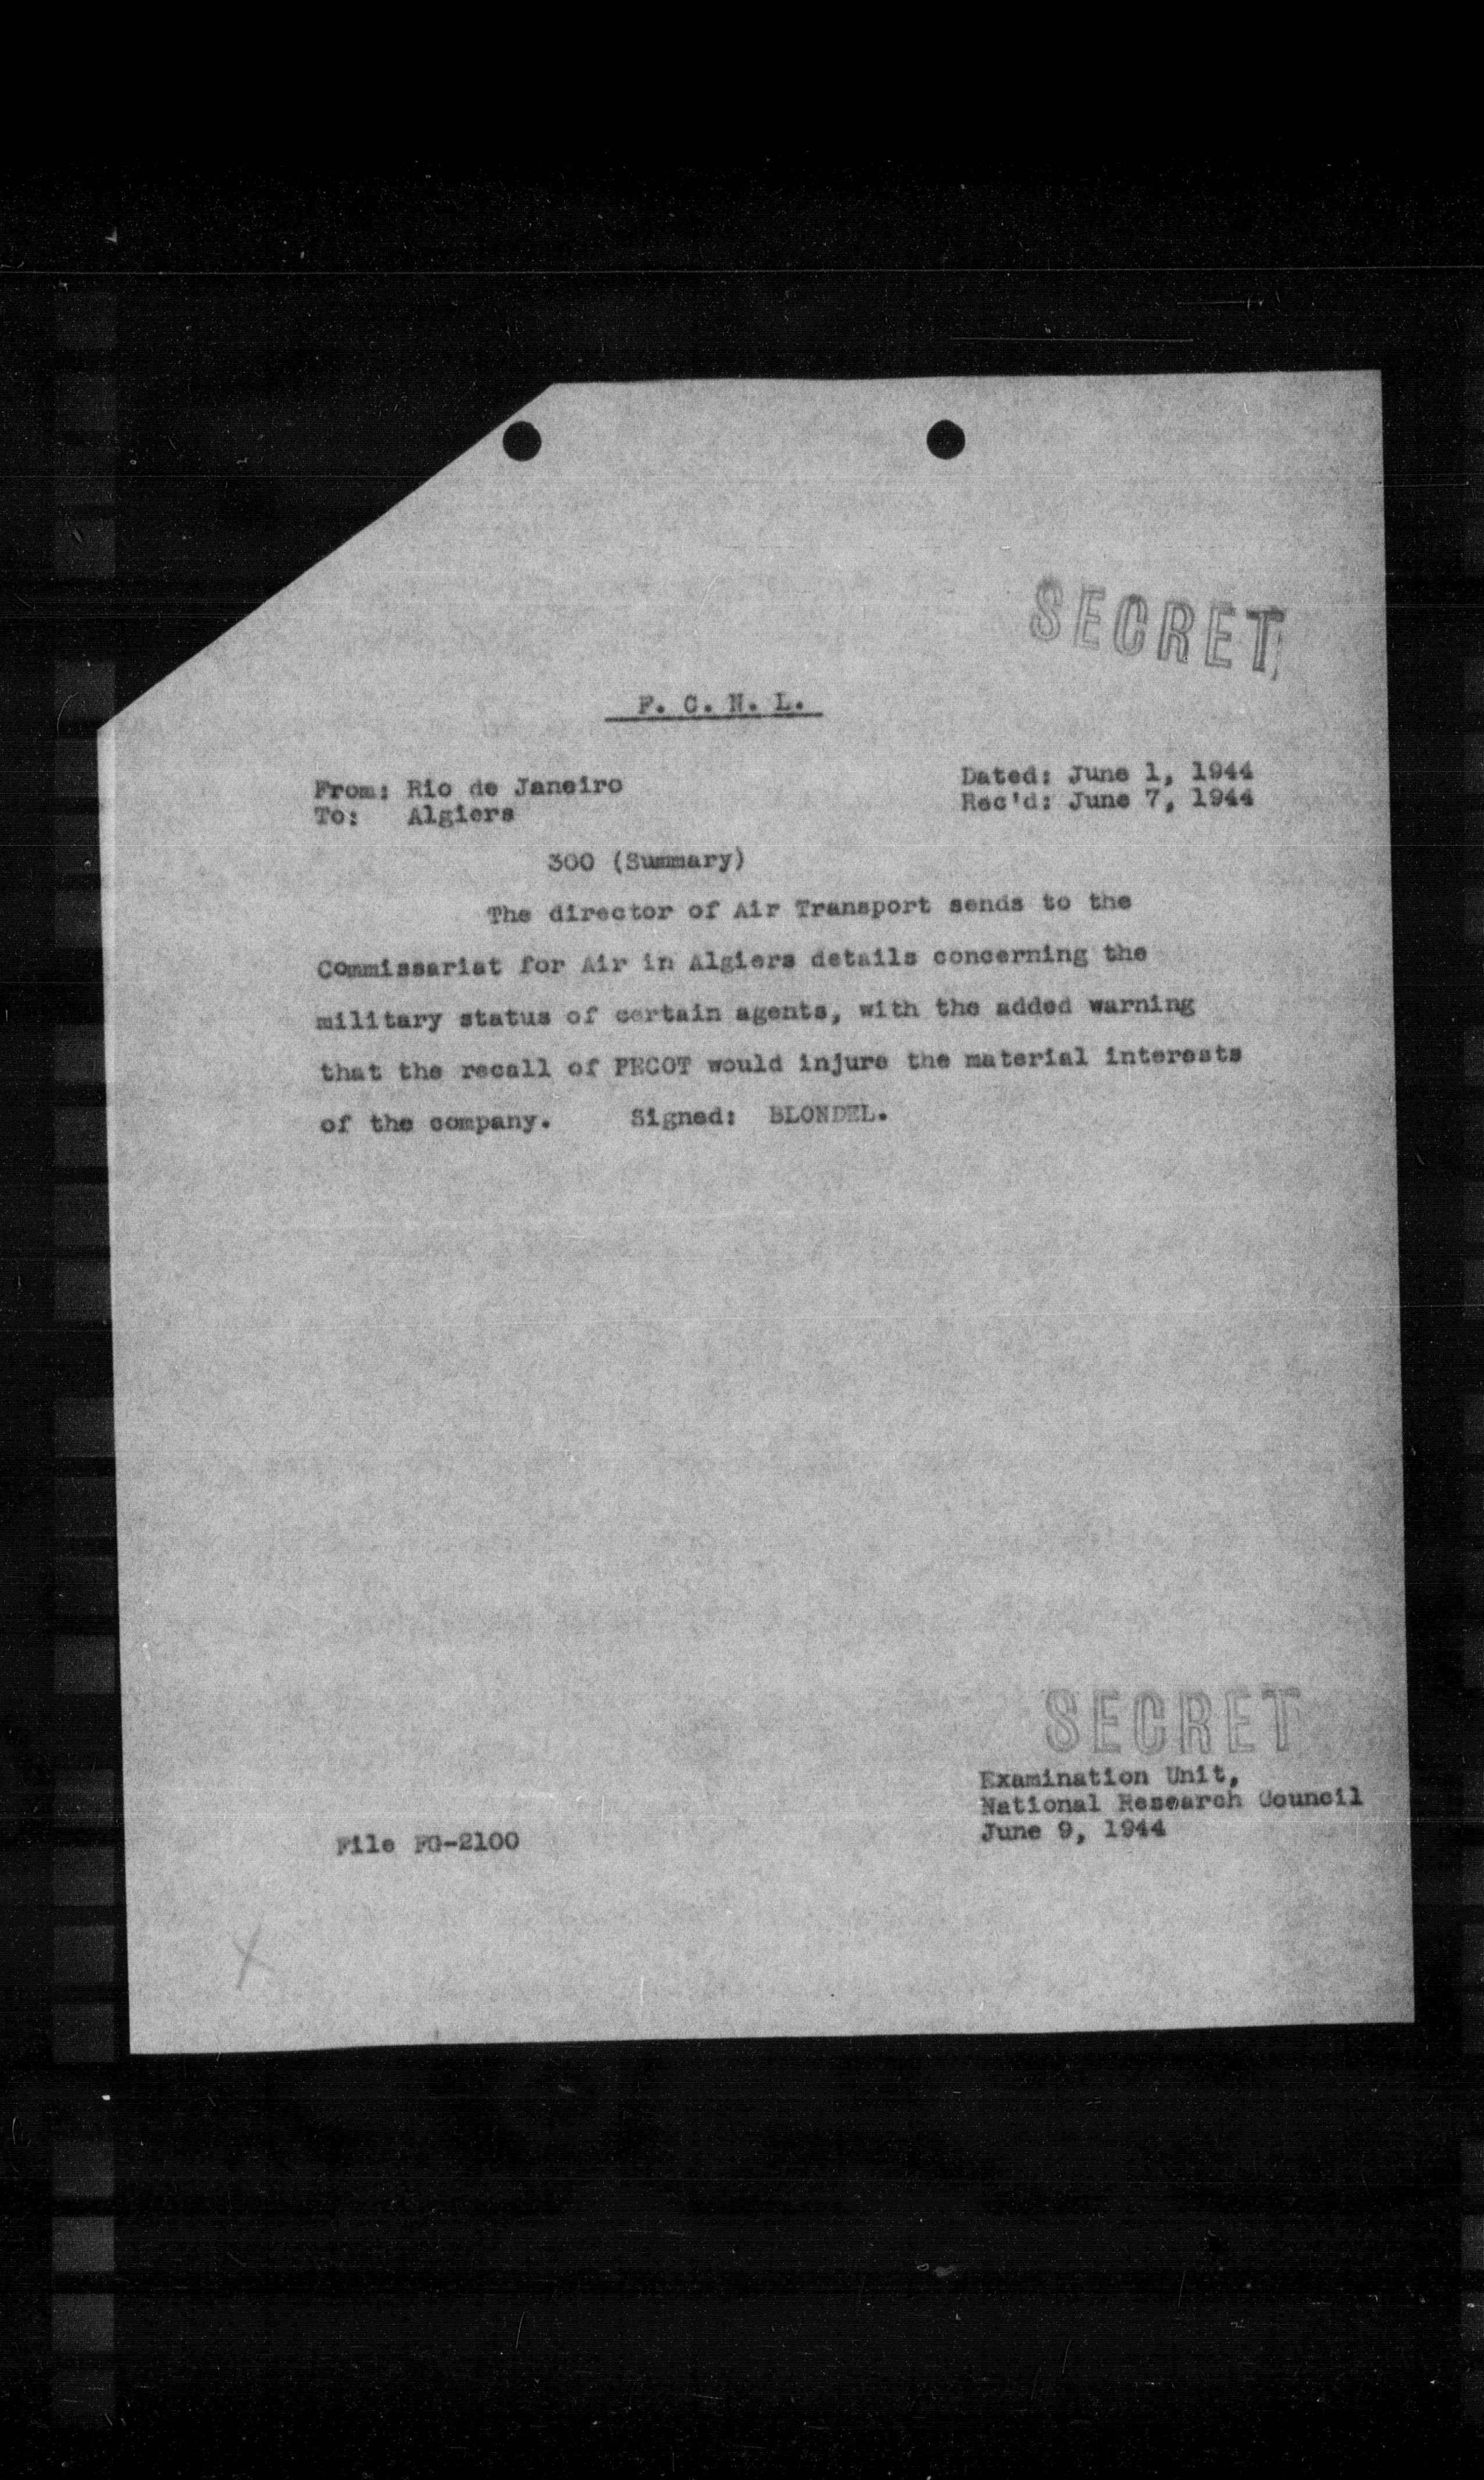 SECRET
F. C. N. L.
From: Rio de Janeiro
To: Algiers
Dated: June 1, 1944
Rec'd: June 7, 1944
300 (Summary)
The director of Air Transport sends to the
Commissariat for Air in Algiers details concerning the
military status of certain agents, with the added warning
that the recall of PECOT would injure the material interests
of the company. Signed: BLONDEL.
SECRET
Examination Unit,
National Research Council
June 9, 1944
File FG-2100
X